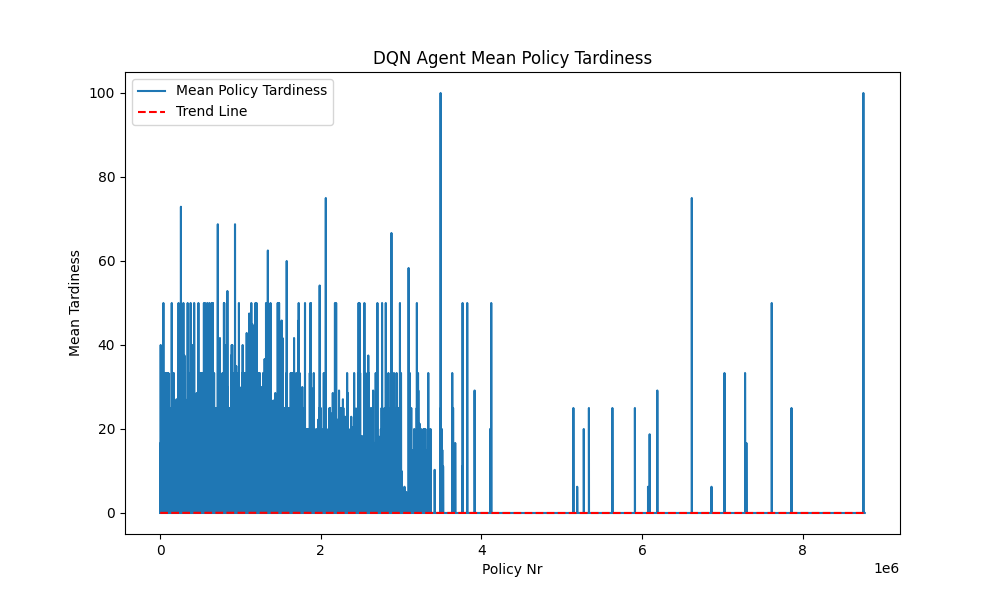 DQN Agent Mean Policy Tardiness
Mean Policy Tardiness
Trend Line
100
80
60
40
20
0
Mean Tardiness
0 2 4 6 8
1e6
Policy Nr